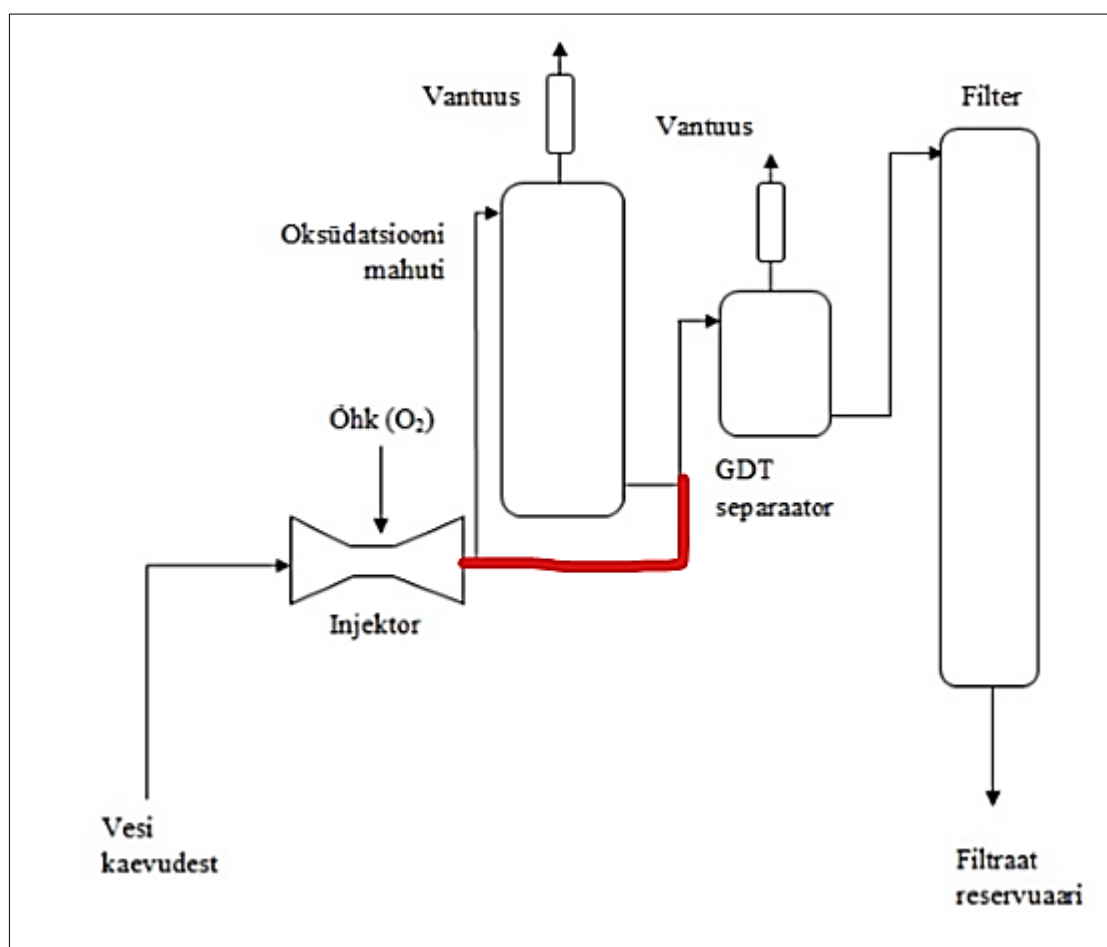 Vantuus
Filter
Vantuus
Oksüdatsiooni
mahuti
Õhk (O₂)
GDT
separaator
Injektor
Vesi
kaevudest
Filtraat
reservuaari